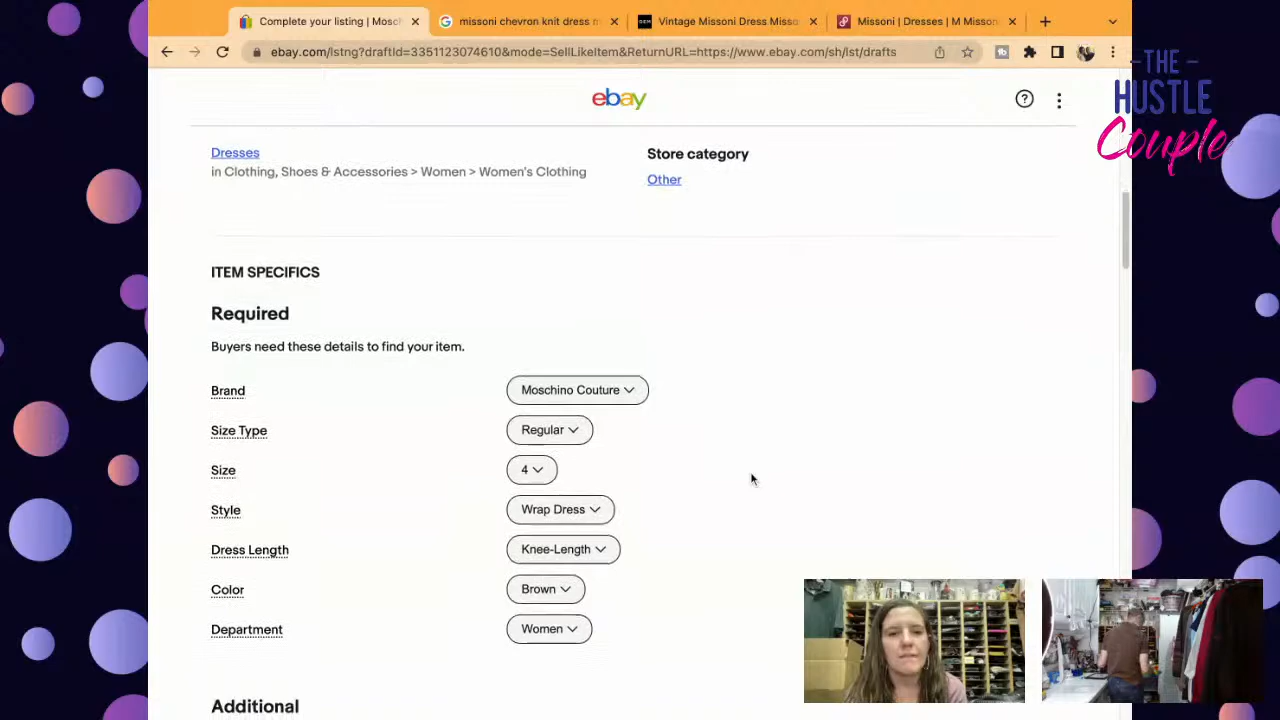 Complete your listing | Mosch
missoni chevron knit dress m
Vintage Missoni Dress Misso
Missoni | Dresses | M Misson
ebay.com/lstng?draftId=3351123074610&mode=SellLikeItem&ReturnURL=https://www.ebay.com/sh/lst/drafts
THE
HUSTLE
Couple
ebay
Dresses
in Clothing, Shoes & Accessories > Women > Women's Clothing
Store category
Other
ITEM SPECIFICS
Required
Buyers need these details to find your item.
Brand
Moschino Couture
Size Type
Regular
Size
4
Style
Wrap Dress
Dress Length
Knee-Length
Color
Brown
Department
Women
Additional